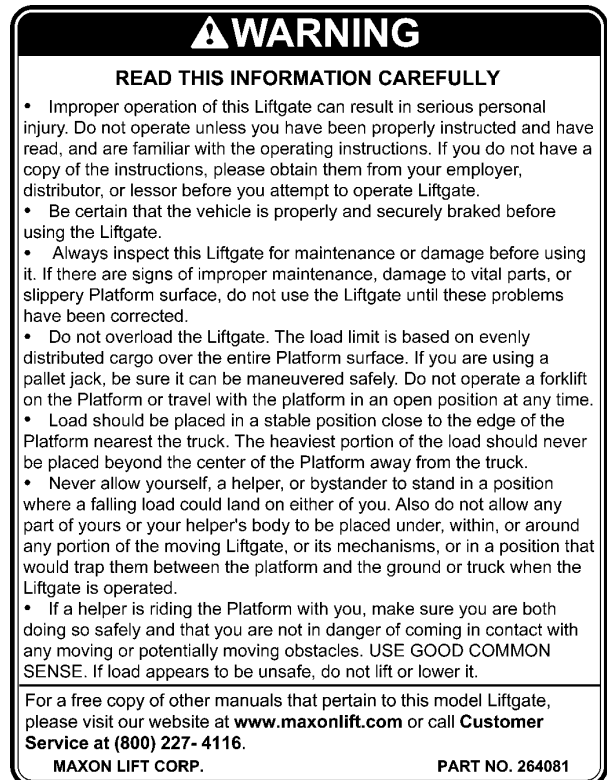 ⚠WARNING
READ THIS INFORMATION CAREFULLY
• Improper operation of this Liftgate can result in serious personal
injury. Do not operate unless you have been properly instructed and have
read, and are familiar with the operating instructions. If you do not have a
copy of the instructions, please obtain them from your employer,
distributor, or lessor before you attempt to operate Liftgate.
• Be certain that the vehicle is properly and securely braked before
using the Liftgate.
• Always inspect this Liftgate for maintenance or damage before using
it. If there are signs of improper maintenance, damage to vital parts, or
slippery Platform surface, do not use the Liftgate until these problems
have been corrected.
• Do not overload the Liftgate. The load limit is based on evenly
distributed cargo over the entire Platform surface. If you are using a
pallet jack, be sure it can be maneuvered safely. Do not operate a forklift
on the Platform or travel with the platform in an open position at any time.
• Load should be placed in a stable position close to the edge of the
Platform nearest the truck. The heaviest portion of the load should never
be placed beyond the center of the Platform away from the truck.
• Never allow yourself, a helper, or bystander to stand in a position
where a falling load could land on either of you. Also do not allow any
part of yours or your helper's body to be placed under, within, or around
any portion of the moving Liftgate, or its mechanisms, or in a position that
would trap them between the platform and the ground or truck when the
Liftgate is operated.
• If a helper is riding the Platform with you, make sure you are both
doing so safely and that you are not in danger of coming in contact with
any moving or potentially moving obstacles. USE GOOD COMMON
SENSE. If load appears to be unsafe, do not lift or lower it.
For a free copy of other manuals that pertain to this model Liftgate,
please visit our website at www.maxonlift.com or call Customer
Service at (800) 227- 4116.
MAXON LIFT CORP. PART NO. 264081